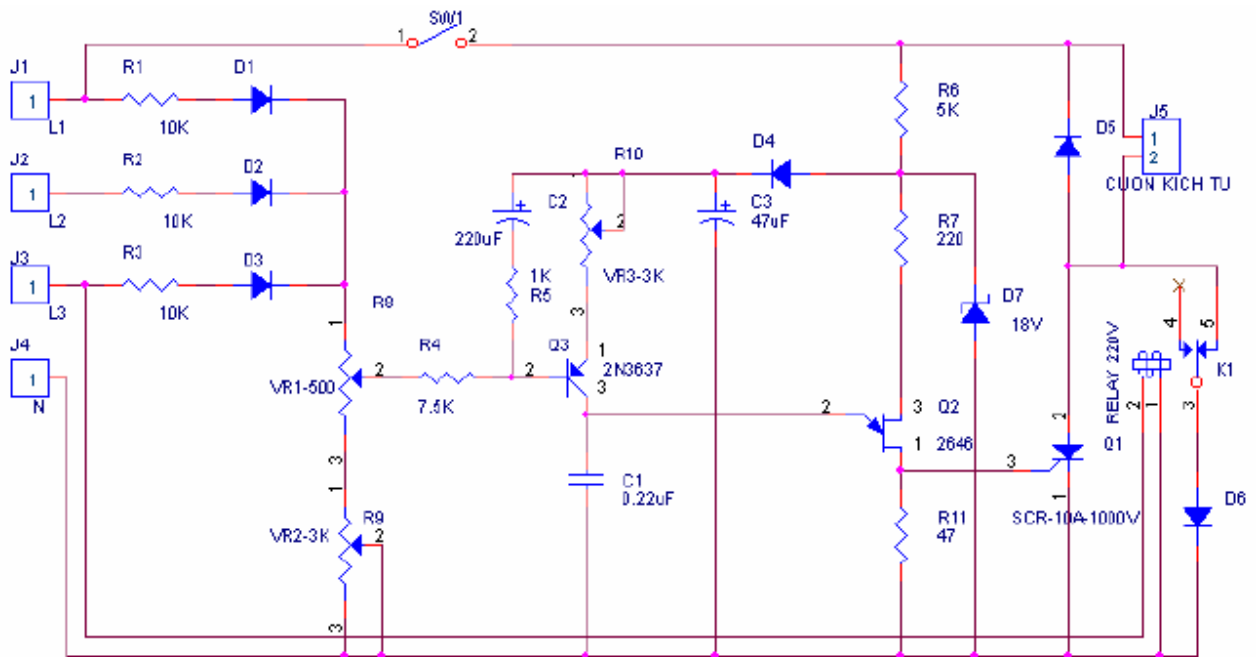 SW1
1 2
J1
1
L1
R1
10K
D1
J2
1
L2
R2
10K
D2
J3
1
L3
R3
10K
D3
J4
1
N
R8
1
2
VR1-500
3
1
R9
2
VR2-3K
3
R4
7.5K
C2
220uF
1K
R5
R10
2
VR3-3K
3
Q3
2
1
2N3637
3
C1
0.22uF
C3
47uF
D4
R6
5K
R7
220
D7
18V
2
3
Q2
1
2646
R11
47
D5
J5
1
2
CUON KICH TU
2
3
Q1
1
SCR-10A-1000V
RELAY 220V
2
1
4
5
K1
3
D6